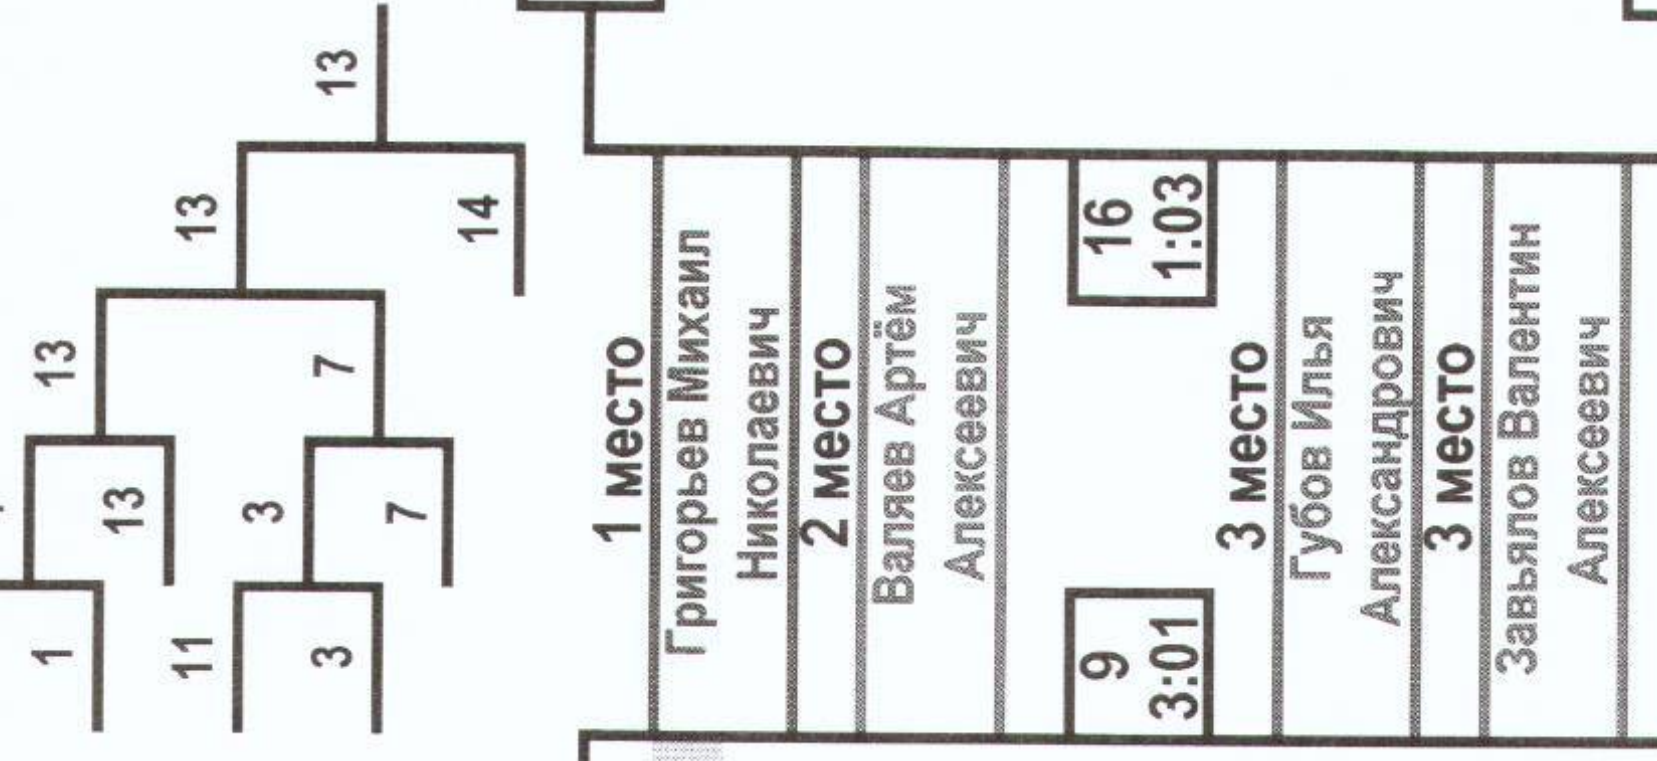 13
13
14
13
7
13
3
7
1
11
3
1 место
Григорьев Михаил
Николаевич
2 место
Валяев Артём
Алексеевич
16
1:03
9
3:01
3 место
Губов Илья
Александрович
3 место
Завьялов Валентин
Алексеевич